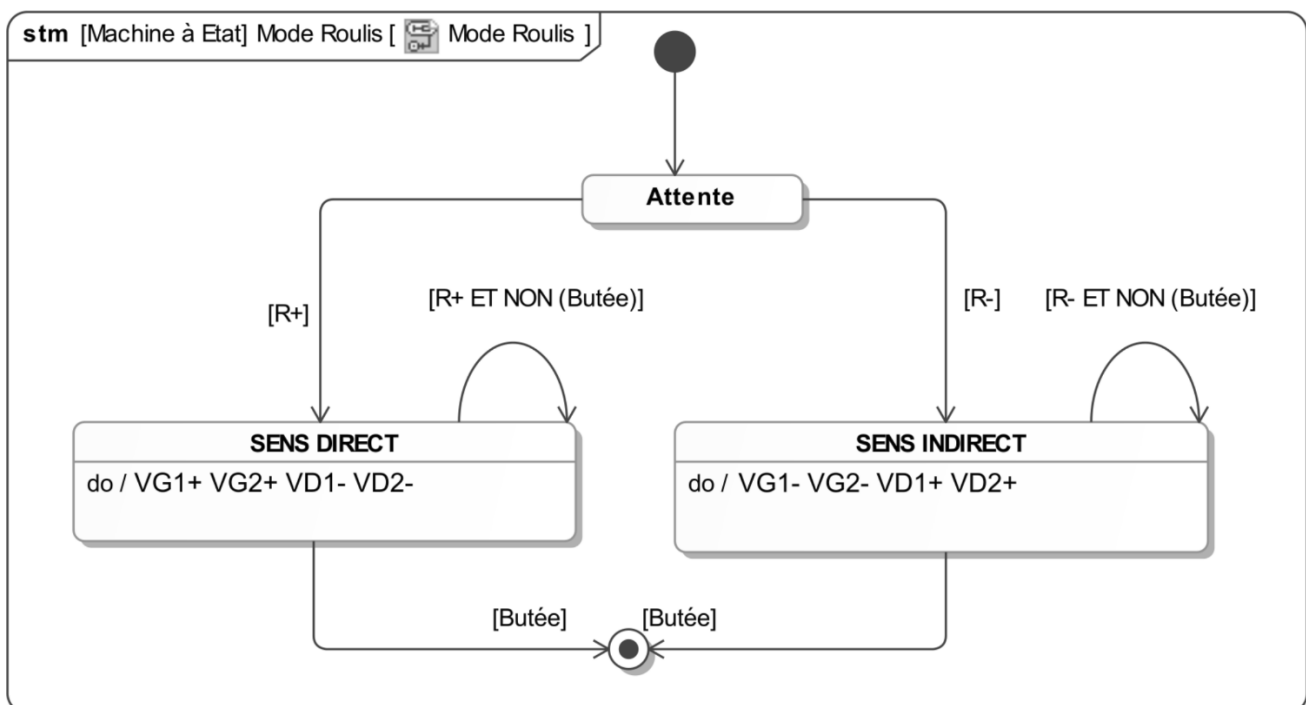 stm [Machine à Etat] Mode Roulis [ Mode Roulis ]
Attente
[R+]
[R+ ET NON (Butée)]
[R-]
[R- ET NON (Butée)]
SENS DIRECT
do / VG1+ VG2+ VD1- VD2-
SENS INDIRECT
do / VG1- VG2- VD1+ VD2+
[Butée]
[Butée]